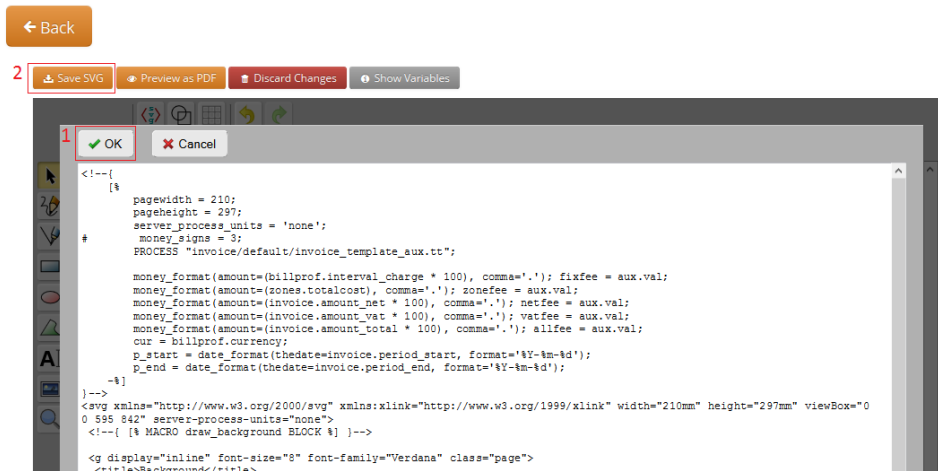 Back
2 Save SVG Preview as PDF Discard Changes Show Variables
1 OK Cancel
<!--{
[%
pagewidth = 210;
pageheight = 297;
server_process_units = 'none';
# money_signs = 3;
PROCESS "invoice/default/invoice_template_aux.tt";
money_format(amount=(billprof.interval_charge * 100), comma='.'); fixfee = aux.val;
money_format(amount=(zones.totalcost), comma='.'); zonefee = aux.val;
money_format(amount=(invoice.amount_net * 100), comma='.'); netfee = aux.val;
money_format(amount=(invoice.amount_vat * 100), comma='.'); vatfee = aux.val;
money_format(amount=(invoice.amount_total * 100), comma='.'); allfee = aux.val;
cur = billprof.currency;
p_start = date_format(thedate=invoice.period_start, format='%Y-%m-%d');
p_end = date_format(thedate=invoice.period_end, format='%Y-%m-%d');
-%]
}-->
<svg xmlns="http://www.w3.org/2000/svg" xmlns:xlink="http://www.w3.org/1999/xlink" width="210mm" height="297mm" viewBox="0
0 595 842" server-process-units="none">
<!--{ [% MACRO draw_background BLOCK %] }-->
<g display="inline" font-size="8" font-family="Verdana" class="page">
<title>Background</title>
A